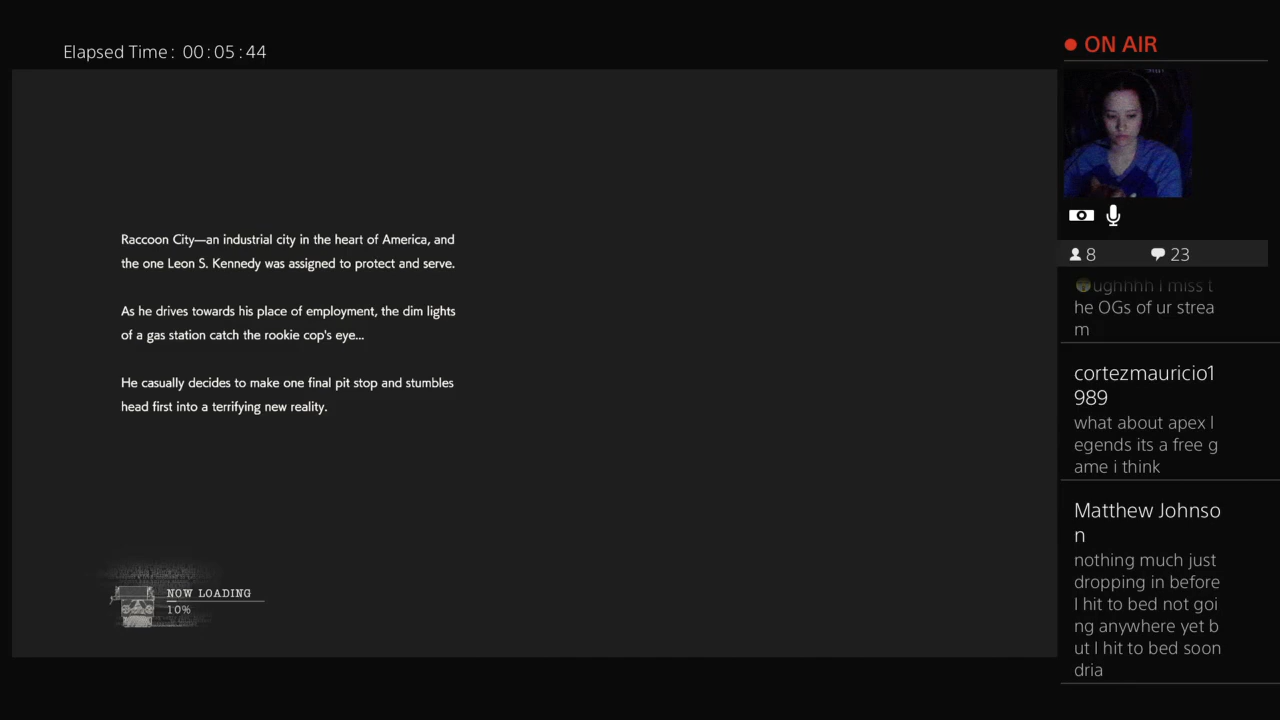 Elapsed Time: 00:05:44
ON AIR
Raccoon City—an industrial city in the heart of America, and
the one Leon S. Kennedy was assigned to protect and serve.
As he drives towards his place of employment, the dim lights
of a gas station catch the rookie cop's eye...
He casually decides to make one final pit stop and stumbles
head first into a terrifying new reality.
NOW LOADING
10%
8
23
ughnhh I miss t
he OGs of ur strea
m
cortezmauricio1
989
what about apex l
egends its a free g
ame i think
Matthew Johnso
n
nothing much just
dropping in before
I hit to bed not goi
ng anywhere yet b
ut I hit to bed soon
dria